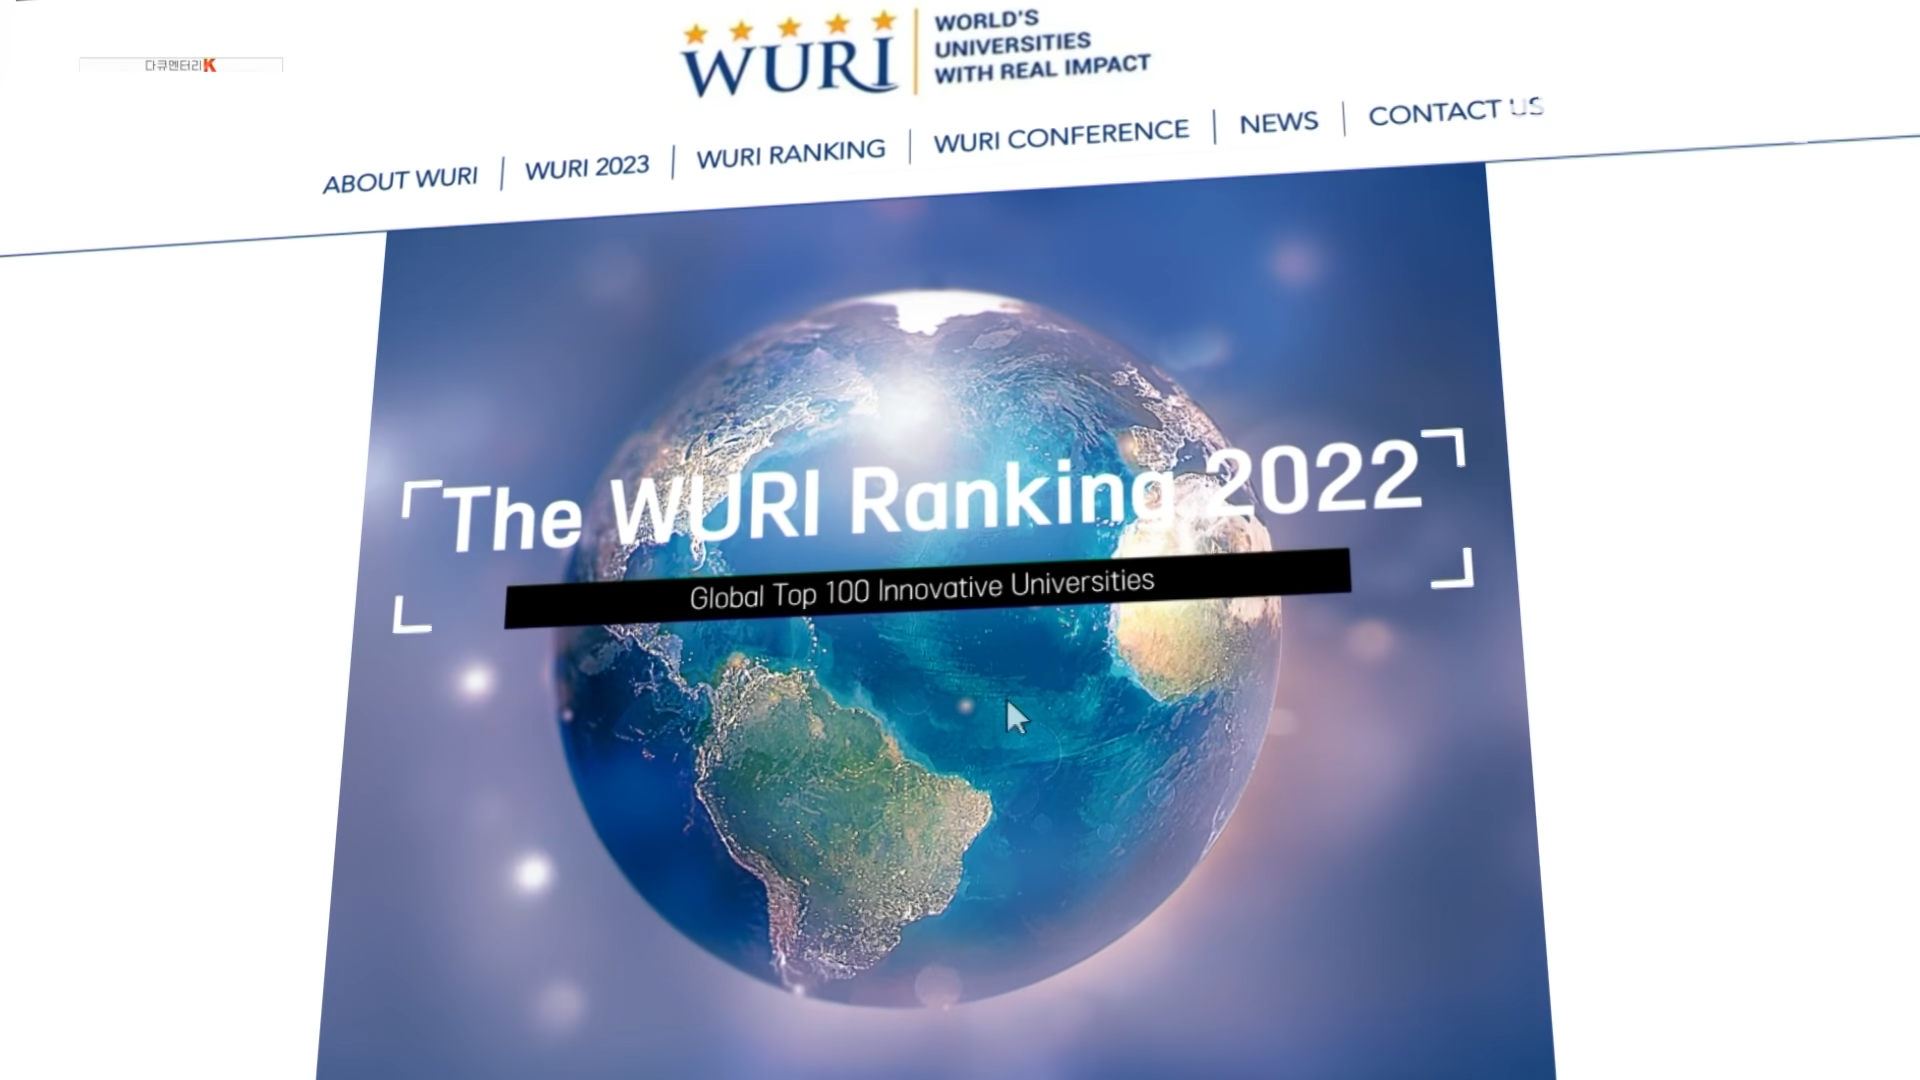 다큐멘터리K
WURI
WORLD'S
UNIVERSITIES
WITH REAL IMPACT
ABOUT WURI
WURI 2023
WURI RANKING
WURI CONFERENCE
NEWS
CONTACT US
The WURI Ranking 2022
Global Top 100 Innovative Universities